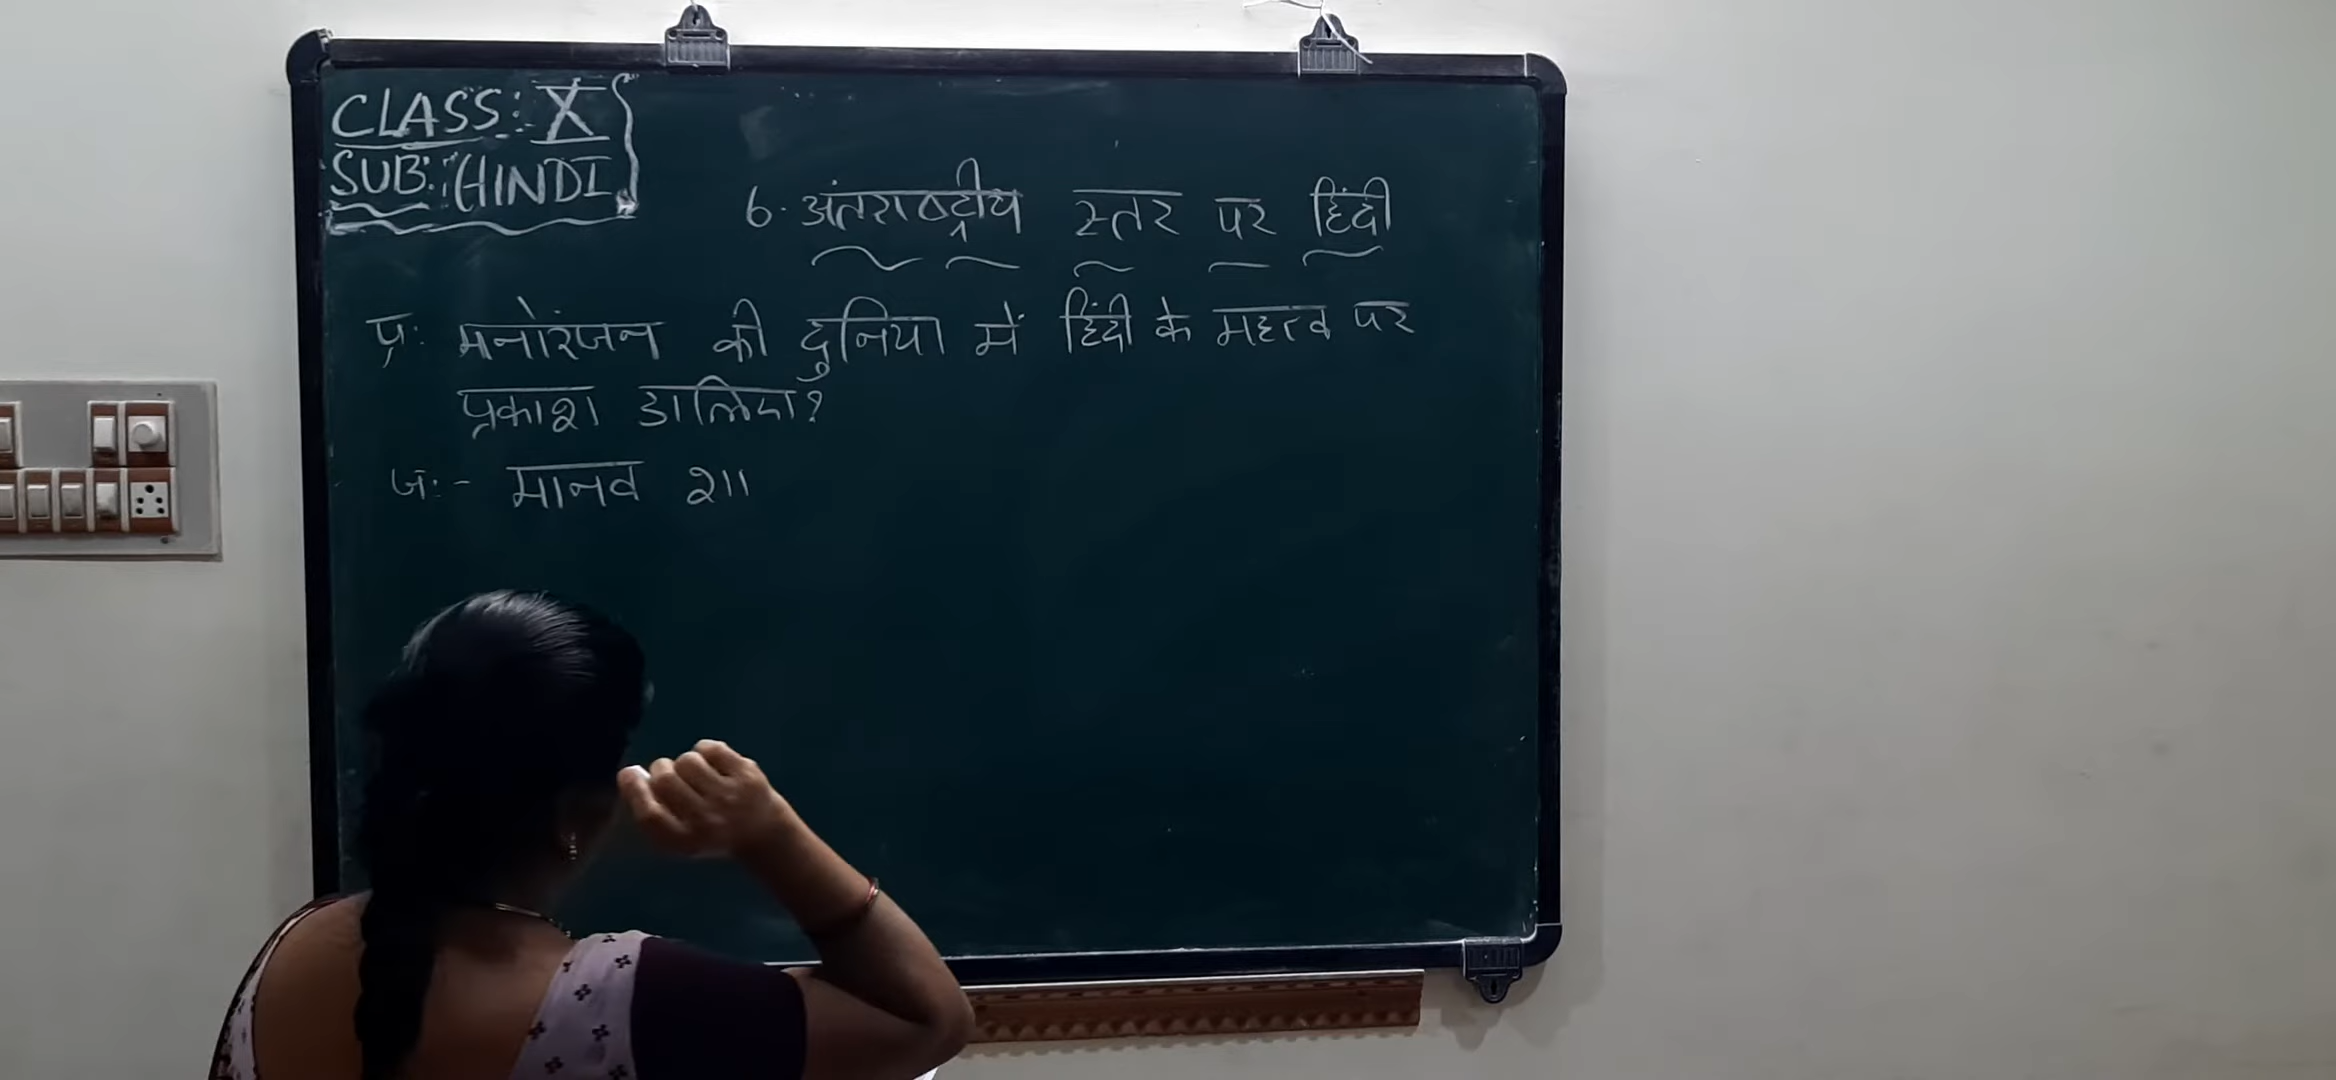 CLASS: X
SUB: HINDI
6. अंतराष्ट्रीय स्तर पर हिंदी
प्र: मनोरंजन की दुनिया में हिंदी के महत्व पर
प्रकाश डालिए?
ज:- मानव शा